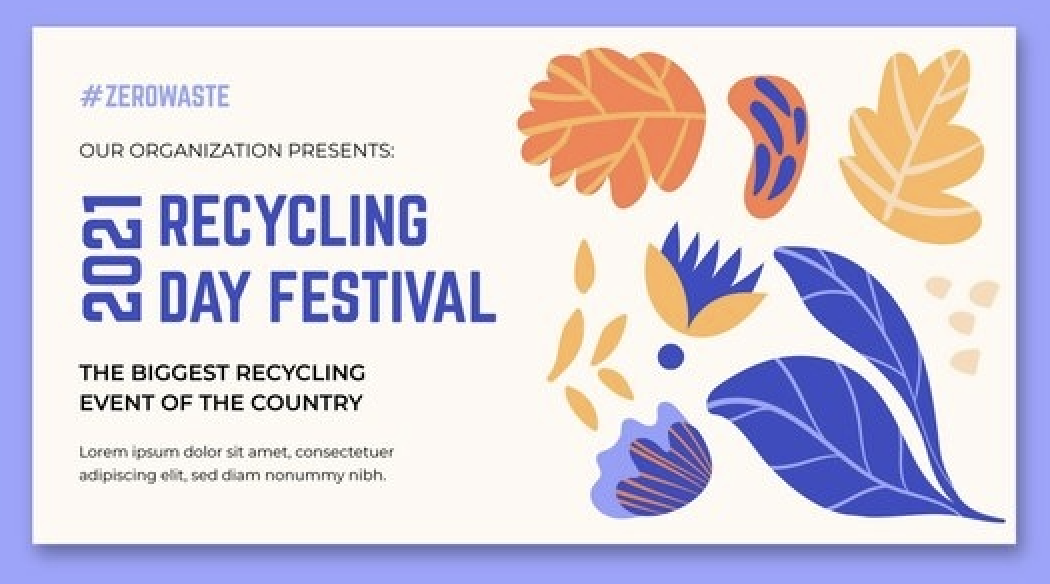 #ZEROWASTE
OUR ORGANIZATION PRESENTS:
2021
RECYCLING
DAY FESTIVAL
THE BIGGEST RECYCLING
EVENT OF THE COUNTRY
Lorem ipsum dolor sit amet, consectetuer
adipiscing elit, sed diam nonummy nibh.